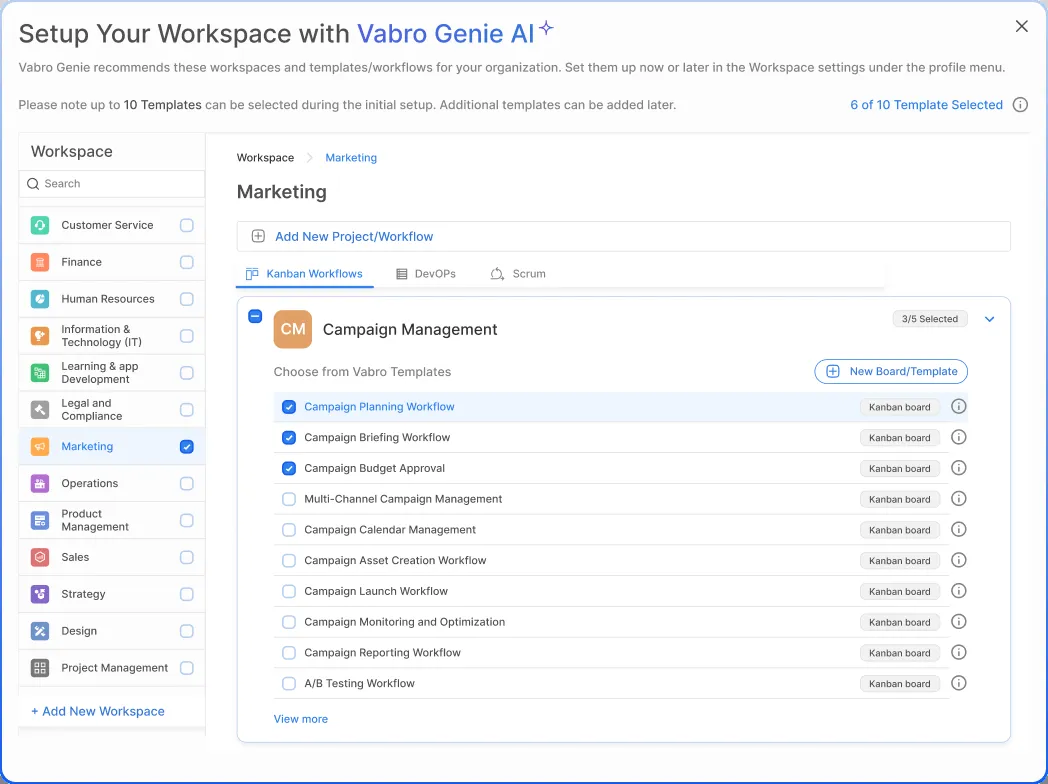 Setup Your Workspace with Vabro Genie AI
Vabro Genie recommends these workspaces and templates/workflows for your organization. Set them up now or later in the Workspace settings under the profile menu.
Please note up to 10 Templates can be selected during the initial setup. Additional templates can be added later.
6 of 10 Template Selected
Workspace
Search
Customer Service
Finance
Human Resources
Information &
Technology (IT)
Learning & app
Development
Legal and
Compliance
Marketing
Operations
Product
Management
Sales
Strategy
Design
Project Management
+ Add New Workspace
Workspace
Marketing
Marketing
Add New Project/Workflow
Kanban Workflows
DevOPs
Scrum
CM
Campaign Management
3/5 Selected
Choose from Vabro Templates
New Board/Template
Campaign Planning Workflow
Kanban board
Campaign Briefing Workflow
Kanban board
Campaign Budget Approval
Kanban board
Multi-Channel Campaign Management
Kanban board
Campaign Calendar Management
Kanban board
Campaign Asset Creation Workflow
Kanban board
Campaign Launch Workflow
Kanban board
Campaign Monitoring and Optimization
Kanban board
Campaign Reporting Workflow
Kanban board
A/B Testing Workflow
Kanban board
View more